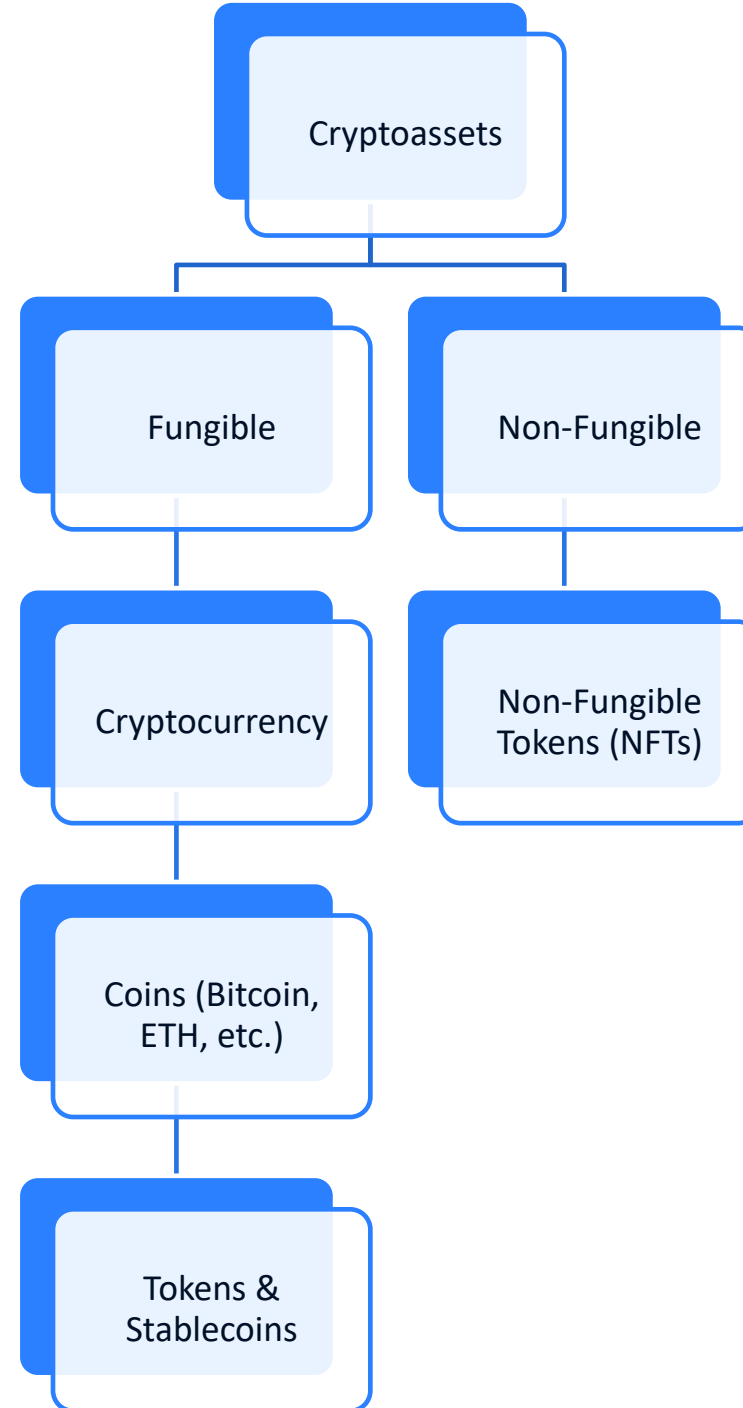 Cryptoassets
Fungible
Non-Fungible
Cryptocurrency
Non-Fungible
Tokens (NFTs)
Coins (Bitcoin,
ETH, etc.)
Tokens &
Stablecoins